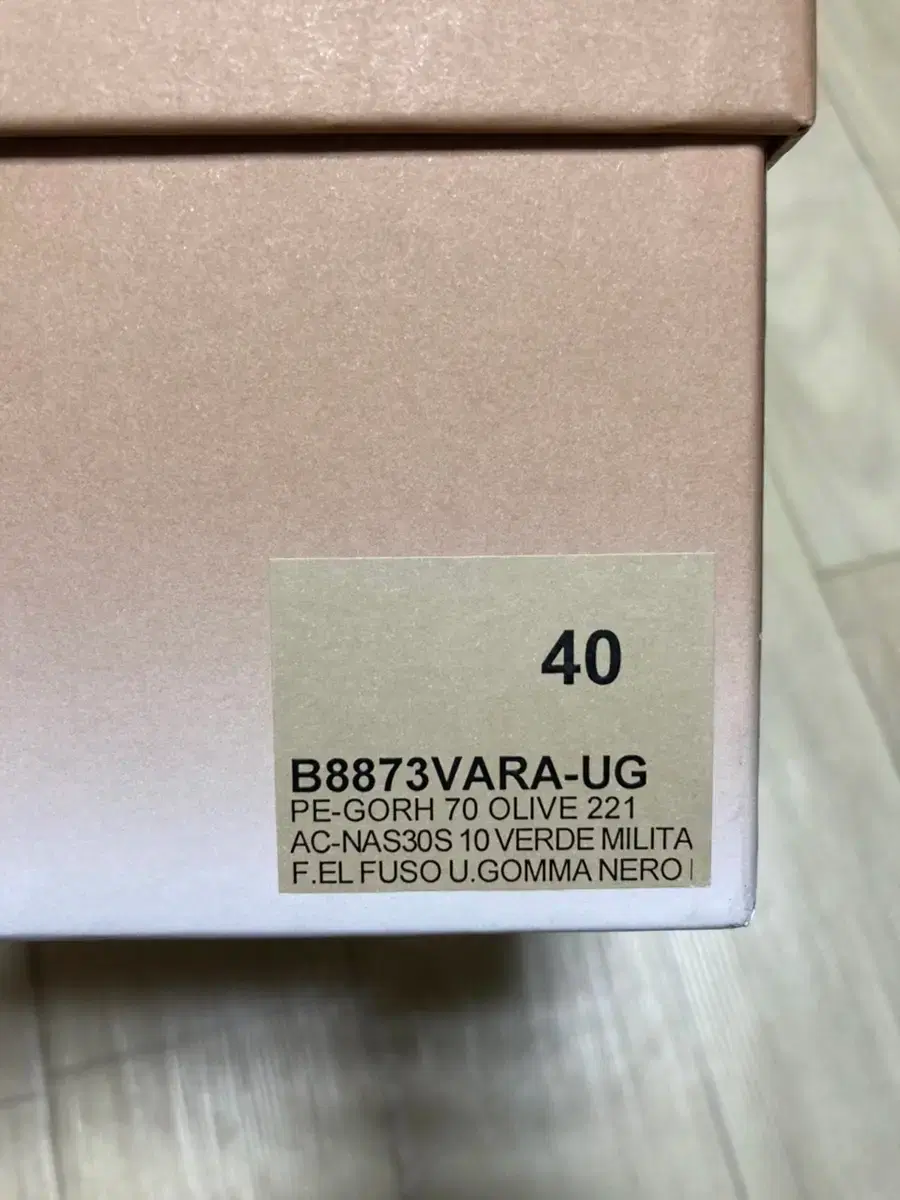 40
B8873VARA-UG
PE-GORH 70 OLIVE 221
AC-NAS30S 10 VERDE MILITA
F.EL FUSO U.GOMMA NERO